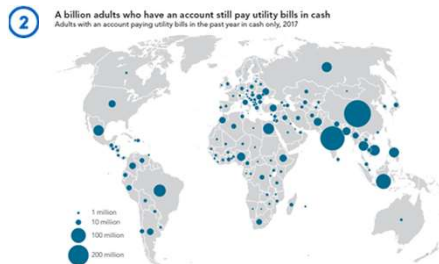 2
A billion adults who have an account still pay utility bills in cash
Adults with an account paying utility bills in the past year in cash only, 2017
1 million
10 million
100 million
200 million